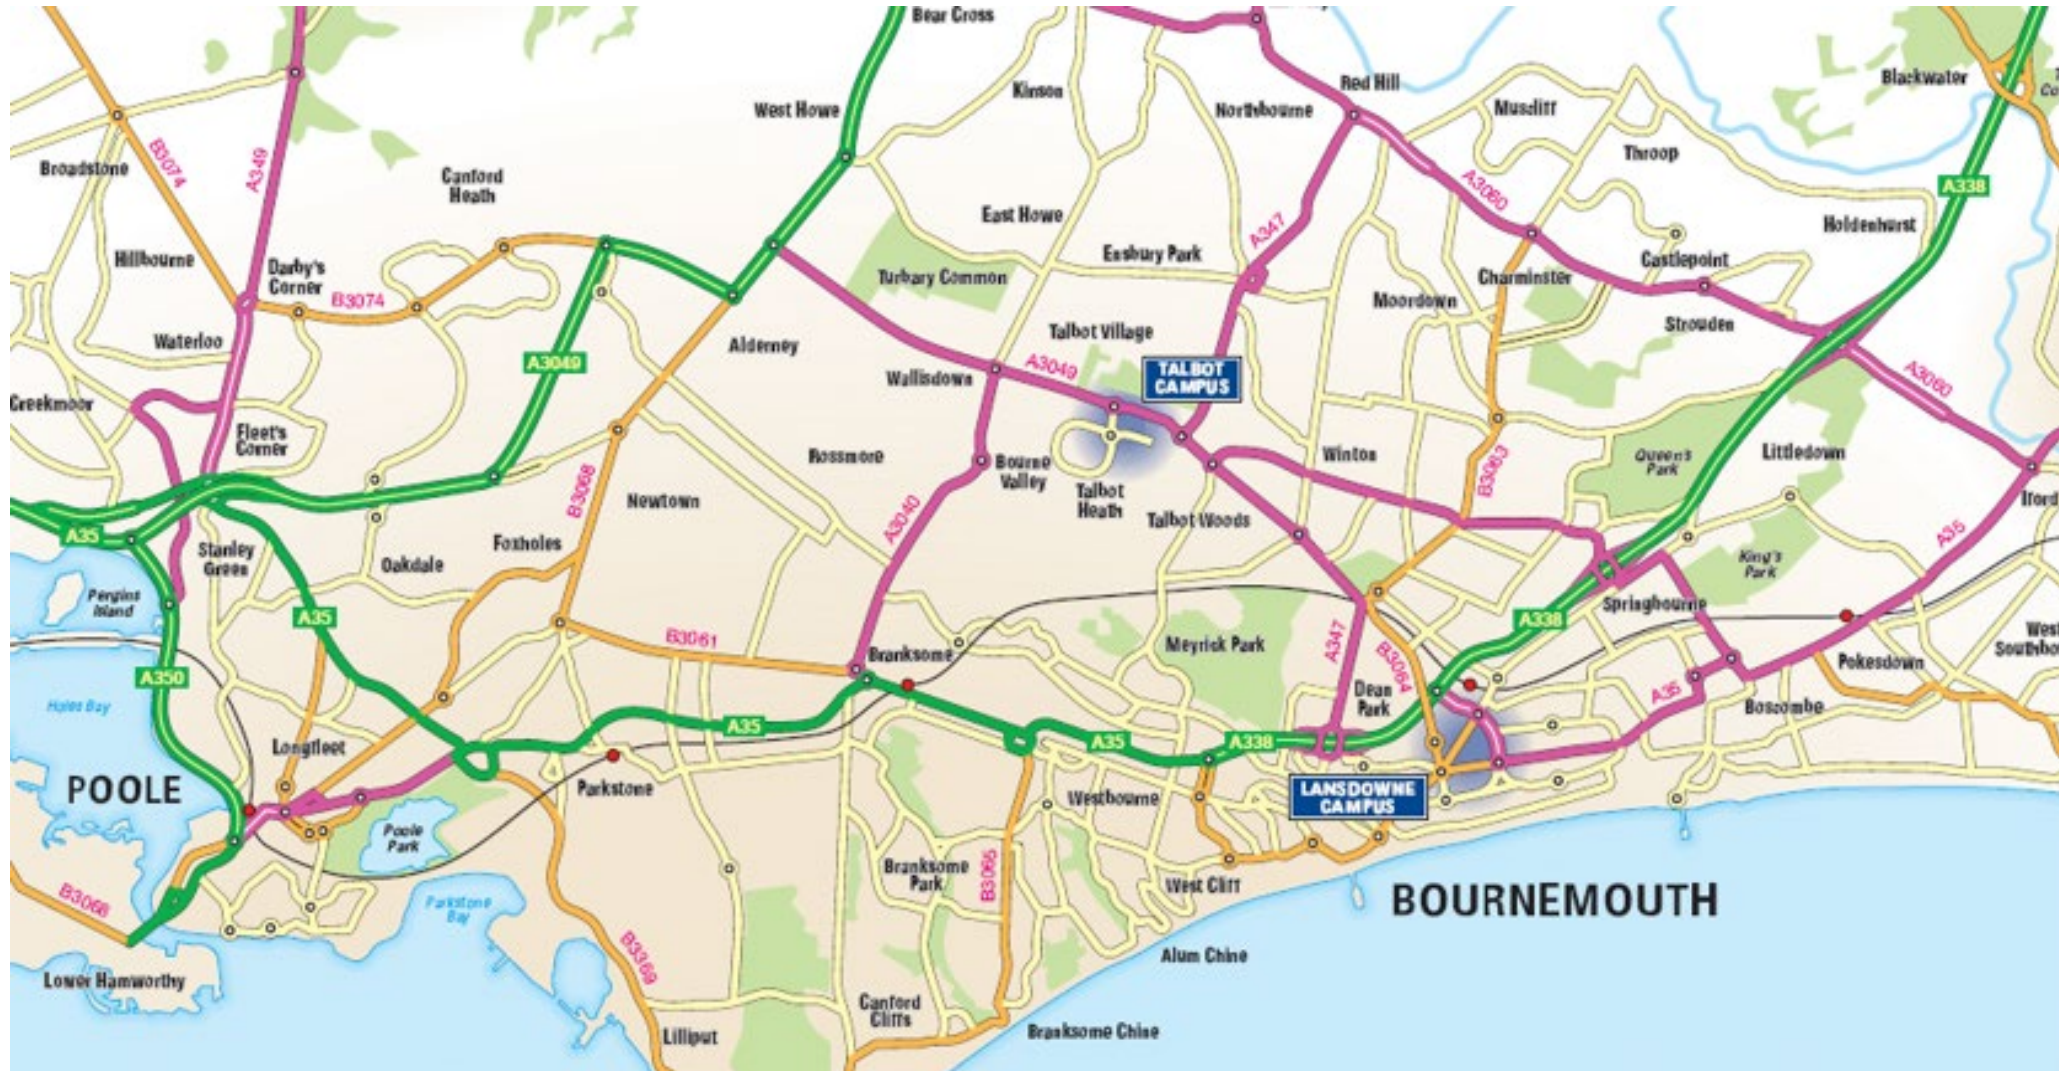 Bear Cross
Red Hill
Blackwater
Kinson
West Howe
Northbourne
Muscliff
Throop
Broadstone
B3074
A349
Canford
Heath
A3060
A338
East Howe
A347
Holdenhurst
Hillbourne
Darby's
Corner
Ensbury Park
Castlepoint
Turbary Common
Charminster
B3074
Moordown
Waterloo
Talbot Village
Strouden
Alderney
A3049
Wallisdown
A3049
TALBOT
CAMPUS
A3060
Creekmoor
Fleet's
Corner
Rossmore
Bourne
Valley
Winton
Queen's
Park
Littledown
B3063
B3068
Newtown
Talbot
Heath
Iford
A3040
Talbot Woods
A35
A35
Stanley
Green
Foxholes
Oakdale
King's
Park
Pergins
Island
A35
Springbourne
A338
B3061
Meyrick Park
A347
B3064
Branksome
Pokesdown
A350
Dean
Park
A35
Holes Bay
Boscombe
Longfleet
A35
A35
A338
POOLE
Parkstone
Westbourne
LANSDOWNE
CAMPUS
Poole
Park
Branksome
Park
B3065
West Cliff
BOURNEMOUTH
B3068
Parkstone
Bay
B3369
Alum Chine
Lower Hamworthy
Canford
Cliffs
Lilliput
Branksome Chine